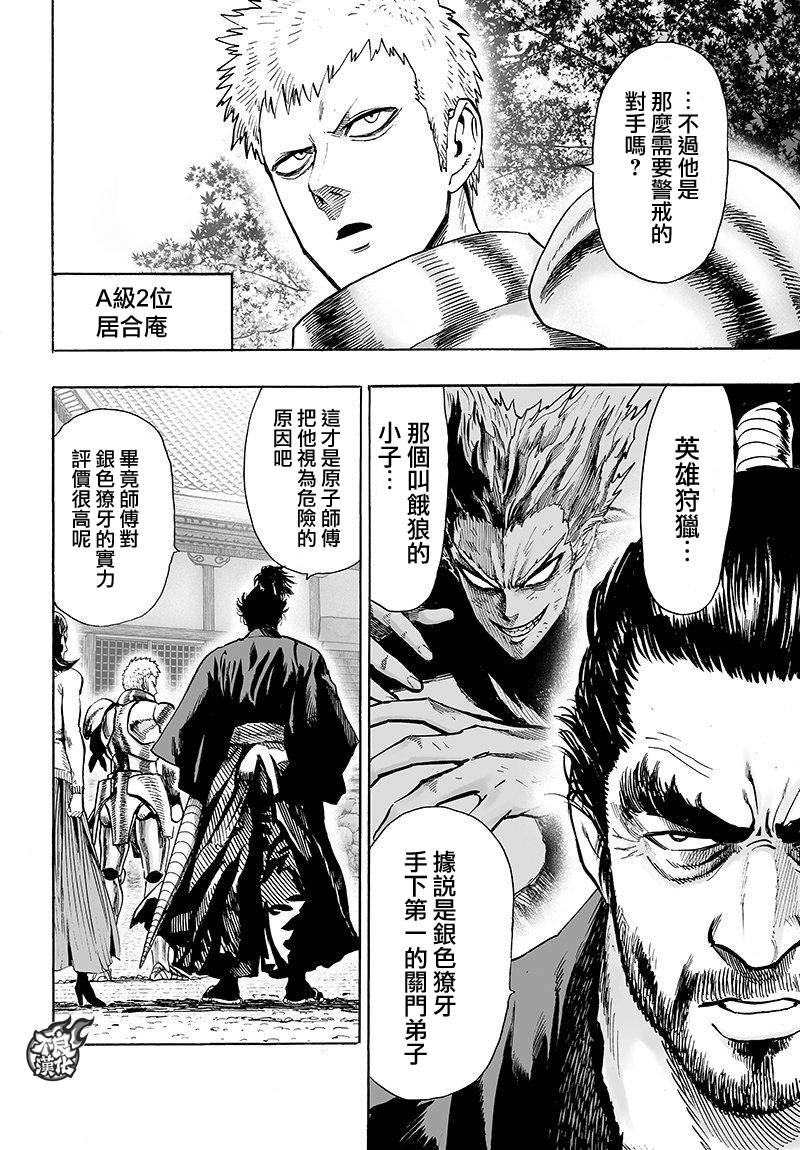 …不過他是
那麼需要警戒的
對手嗎？
A級2位
居合庵
英雄狩獵…
那個叫餓狼的
小子…
據說是銀色獠牙
手下第一的關門弟子
這才是原子師傅
把他視為危險的
原因吧
畢竟師傅對
銀色獠牙的實力
評價很高呢
漢化